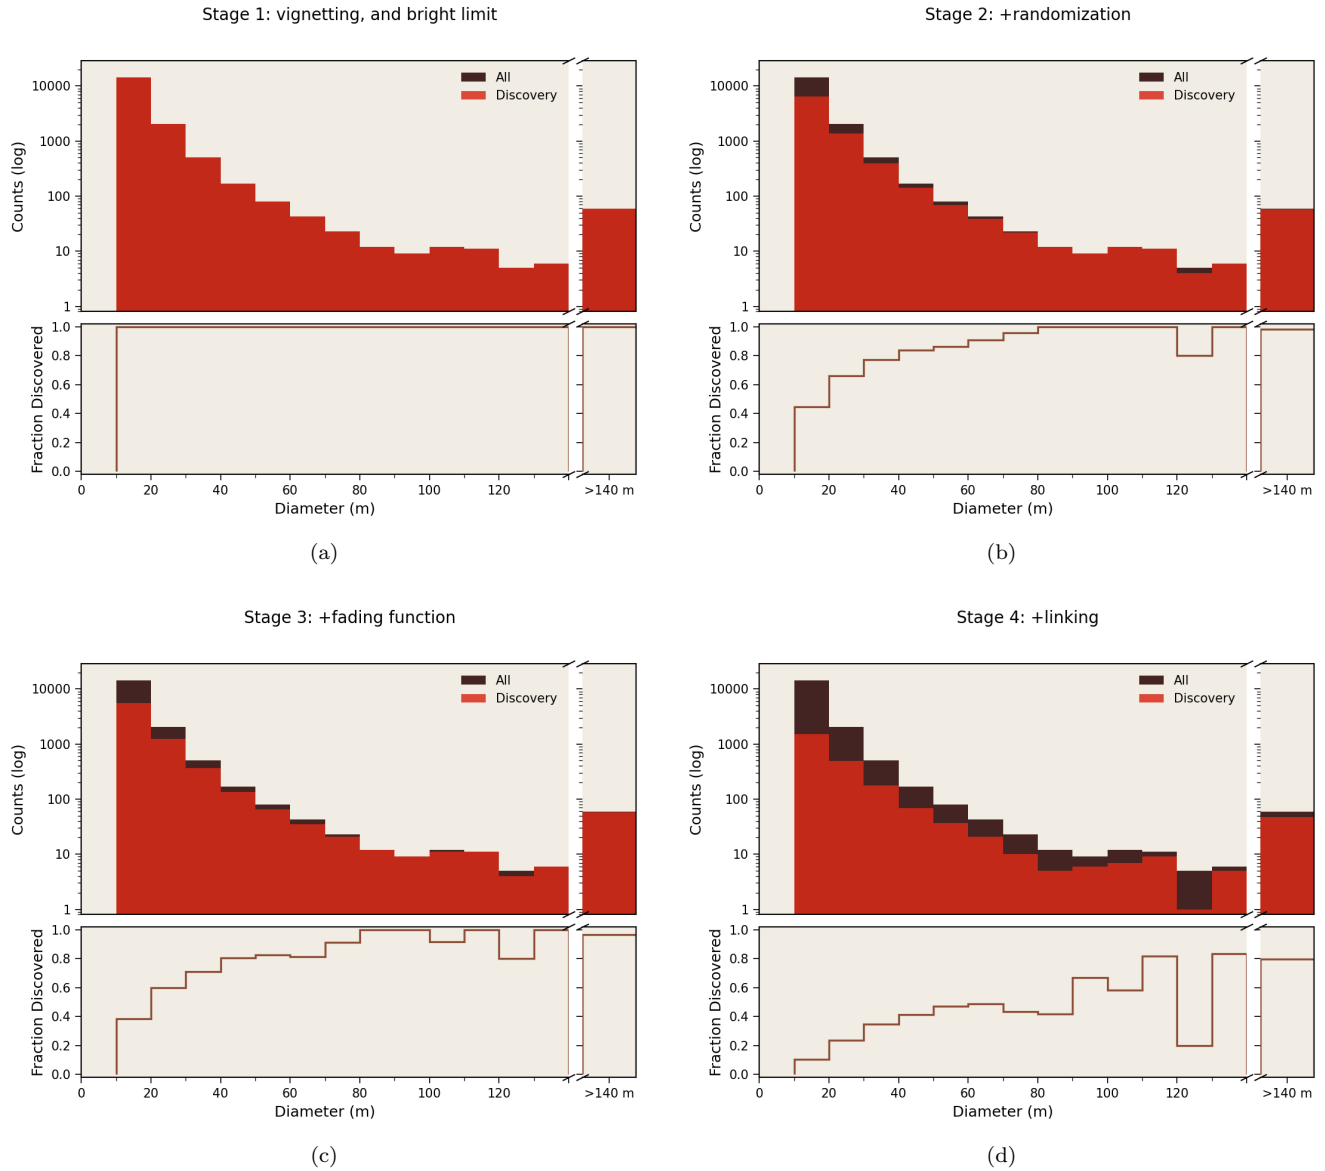 Stage 1: vignetting, and bright limit
All
Discovery
Counts (log)
10000
1000
100
10
1
Fraction Discovered
1.0
0.8
0.6
0.4
0.2
0.0
0 20 40 60 80 100 120 >140 m
Diameter (m)
(a)
Stage 2: +randomization
All
Discovery
Counts (log)
10000
1000
100
10
1
Fraction Discovered
1.0
0.8
0.6
0.4
0.2
0.0
0 20 40 60 80 100 120 >140 m
Diameter (m)
(b)
Stage 3: +fading function
All
Discovery
Counts (log)
10000
1000
100
10
1
Fraction Discovered
1.0
0.8
0.6
0.4
0.2
0.0
0 20 40 60 80 100 120 >140 m
Diameter (m)
(c)
Stage 4: +linking
All
Discovery
Counts (log)
10000
1000
100
10
1
Fraction Discovered
1.0
0.8
0.6
0.4
0.2
0.0
0 20 40 60 80 100 120 >140 m
Diameter (m)
(d)